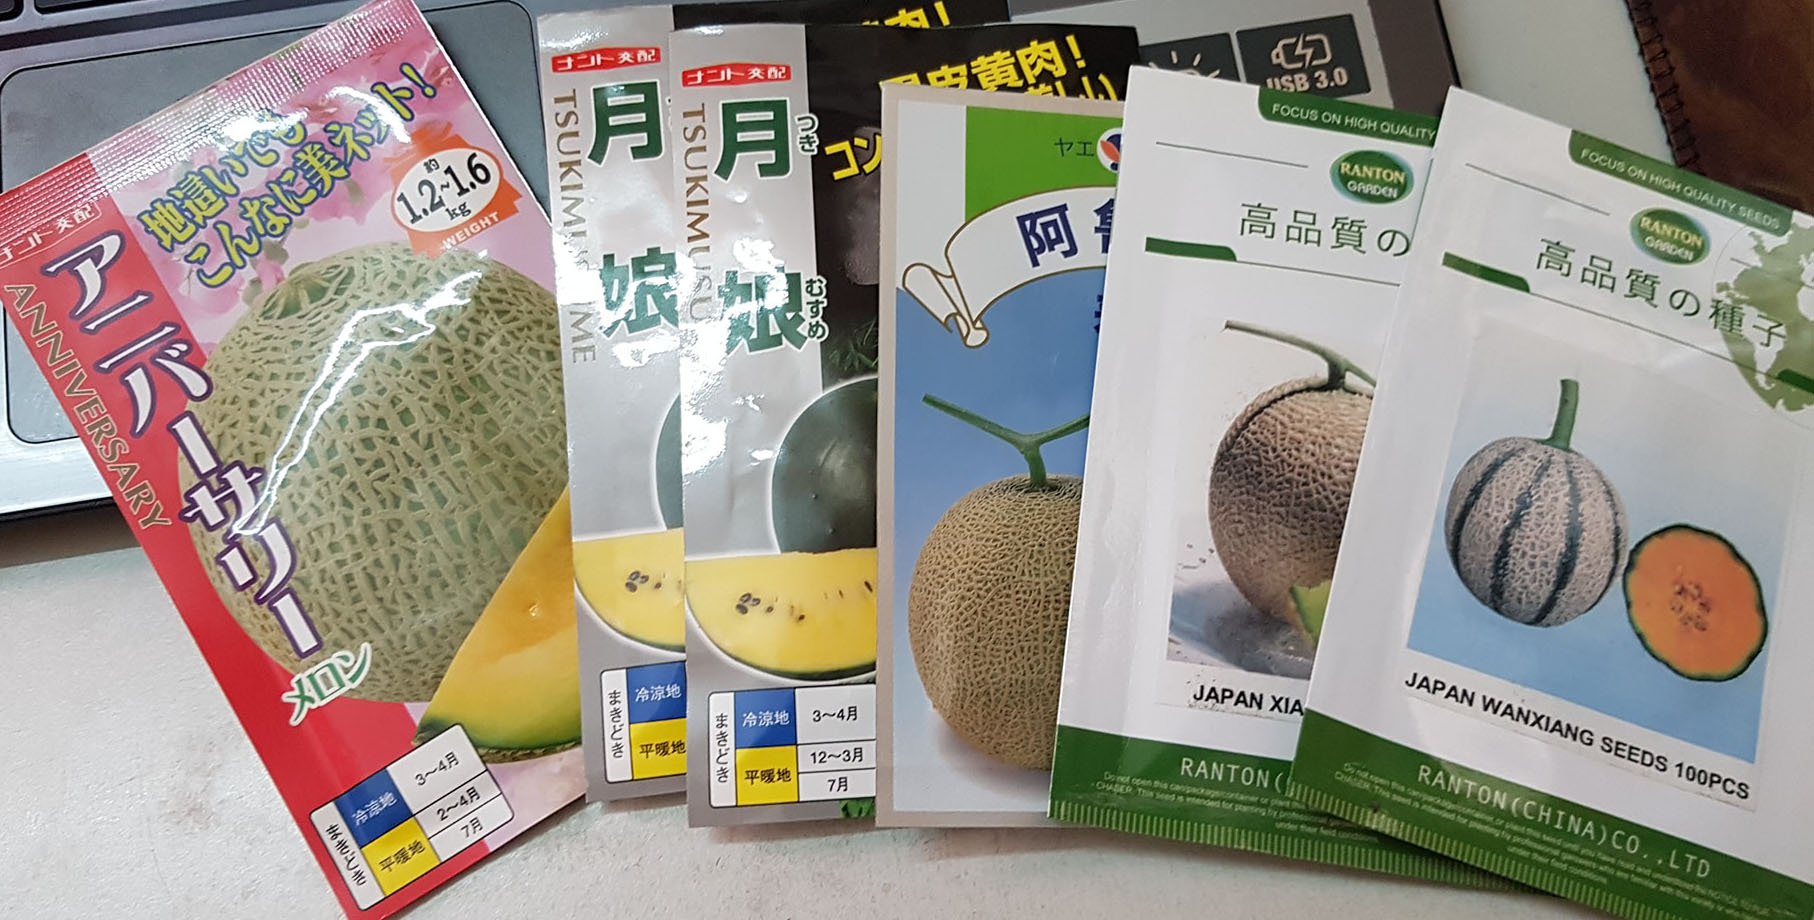 ナント交配
アニバーサリー
ANNIVERSARY
メロン
地這いでも
こんなに美ネット!
約
1.2~1.6
kg
WEIGHT
まきどき
冷涼地
3～4月
平暖地
2～4月
7月
ナント交配
月
娘
まきどき
冷涼地
平暖地
肉!
ナント交配
月
つき
娘
むすめ
皮黄肉!
コン
まきどき
冷涼地
3～4月
平暖地
12～3月
7月
USB 3.0
ヤエ
阿
FOCUS ON HIGH QUALITY
RANTON
GARDEN
高品質の
JAPAN XIA
RANTON(
FOCUS ON HIGH QUALITY SEEDS
RANTON
GARDEN
高品質の種子
JAPAN WANXIANG SEEDS 100PCS
RANTON(CHINA)CO.,LTD